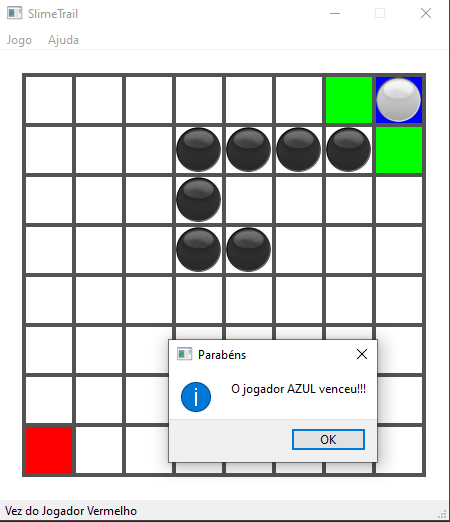 SlimeTrail
Jogo Ajuda
Parabéns
O jogador AZUL venceu!!!
OK
Vez do Jogador Vermelho